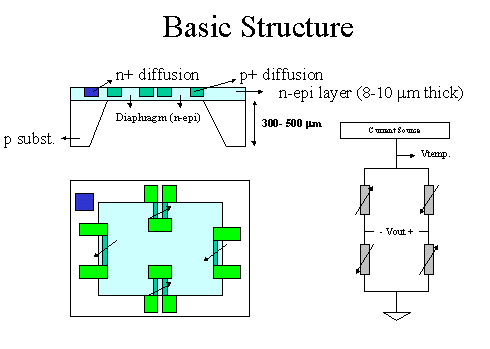 Basic Structure
n+ diffusion
p+ diffusion
n-epi layer (8-10 μm thick)
Diaphragm (n-epi)
300- 500 μm
p subst.
Current Source
Vtemp.
- Vout +